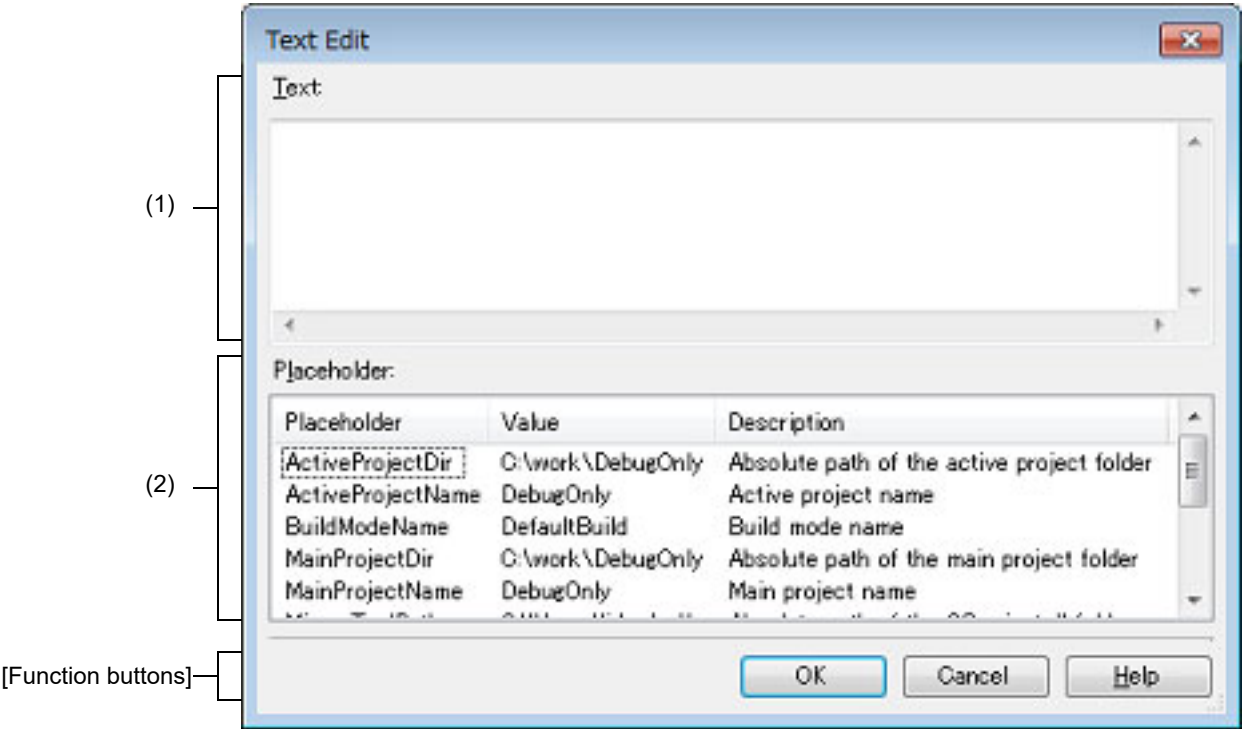 Text Edit
Text
(1)
Placeholder:
Placeholder Value Description
ActiveProjectDir C:\work\DebugOnly Absolute path of the active project folder
ActiveProjectName DebugOnly Active project name
(2)
BuildModeName DefaultBuild Build mode name
MainProjectDir C:\work\DebugOnly Absolute path of the main project folder
MainProjectName DebugOnly Main project name
[Function buttons]
OK Cancel Help